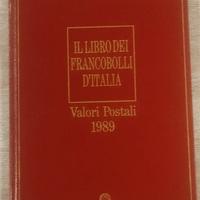 IL LIBRO DEI
FRANCOBOLLI
D'ITALIA
Valori Postali
1989